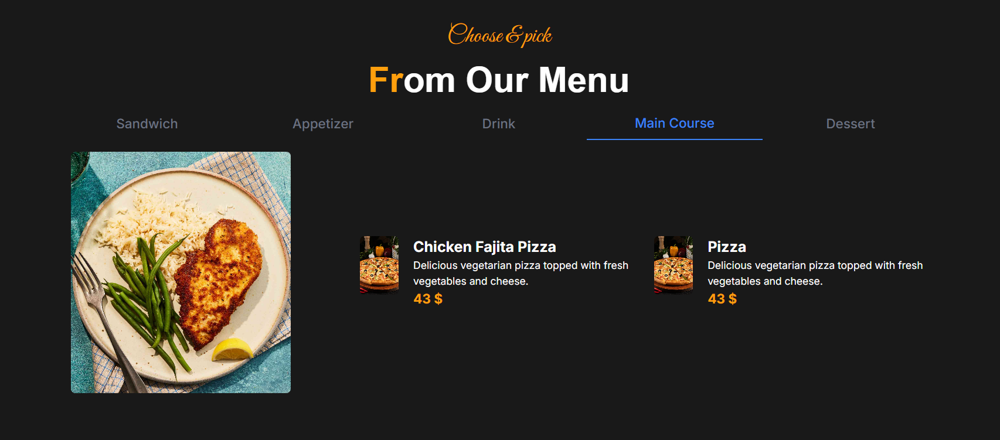 Choose & pick
From Our Menu
Sandwich Appetizer Drink Main Course Dessert
Chicken Fajita Pizza
Delicious vegetarian pizza topped with fresh
vegetables and cheese.
43 $
Pizza
Delicious vegetarian pizza topped with fresh
vegetables and cheese.
43 $